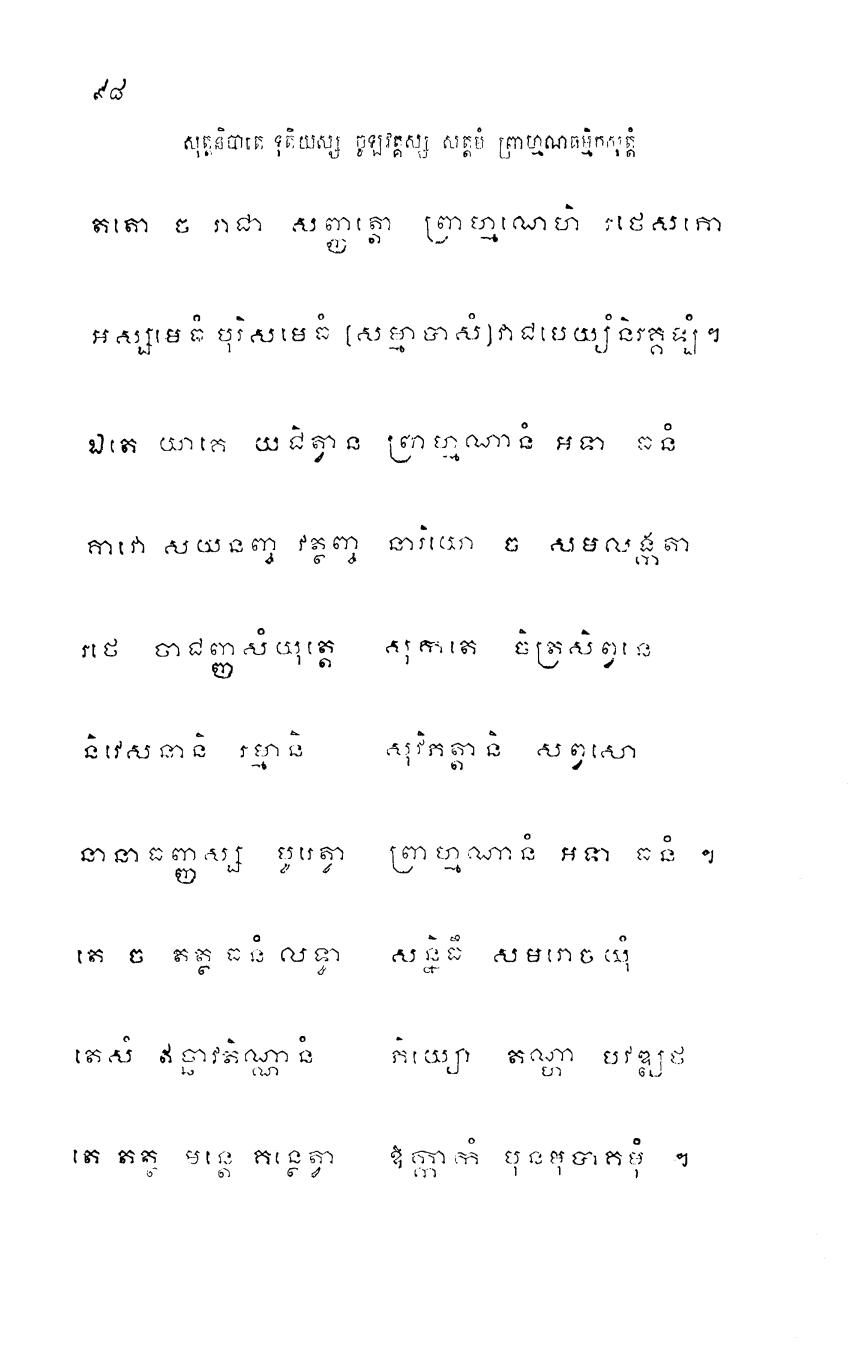 ៩៨
សុត្តនិបាតេ ទុតិយស្ស ចូឡវគ្គស្ស សត្តមំ ព្រាហ្មណធម្មិកសុត្តំ
តតោ ច រាជា សញ្ញត្តោ ព្រាហ្មណេហិ រថេសភោ
អស្សមេធំ បុរិសមេធំ (សម្មាបាសំ) វាជបេយ្យំ និរគ្គឡំ ។
ឯតេ យាគេ យជិត្វាន ព្រាហ្មណានំ អទា ធនំ
គាវោ សយនញ្ច វត្ថញ្ច នារិយោ ច សមលង្កតា
រថេ ចាជញ្ញសំយុត្តេ សុកតេ ចិត្រសិព្វនេ
និវេសនានិ រម្មានិ សុវិភត្តានិ សព្វសោ
នានាធញ្ញស្ស បូរេត្វា ព្រាហ្មណានំ អទា ធនំ ។
តេ ច តត្ថ ធនំ លទ្ធា សន្និធឹ សមរោចយុំ
តេសំ ឥច្ឆាវតិណ្ណានំ ភិយ្យោ តណ្ហា បវឌ្ឍថ
តេ តត្ថ មន្តេ គន្ថេត្វា ឱក្កាកំ បុនមុបាគមុំ ។